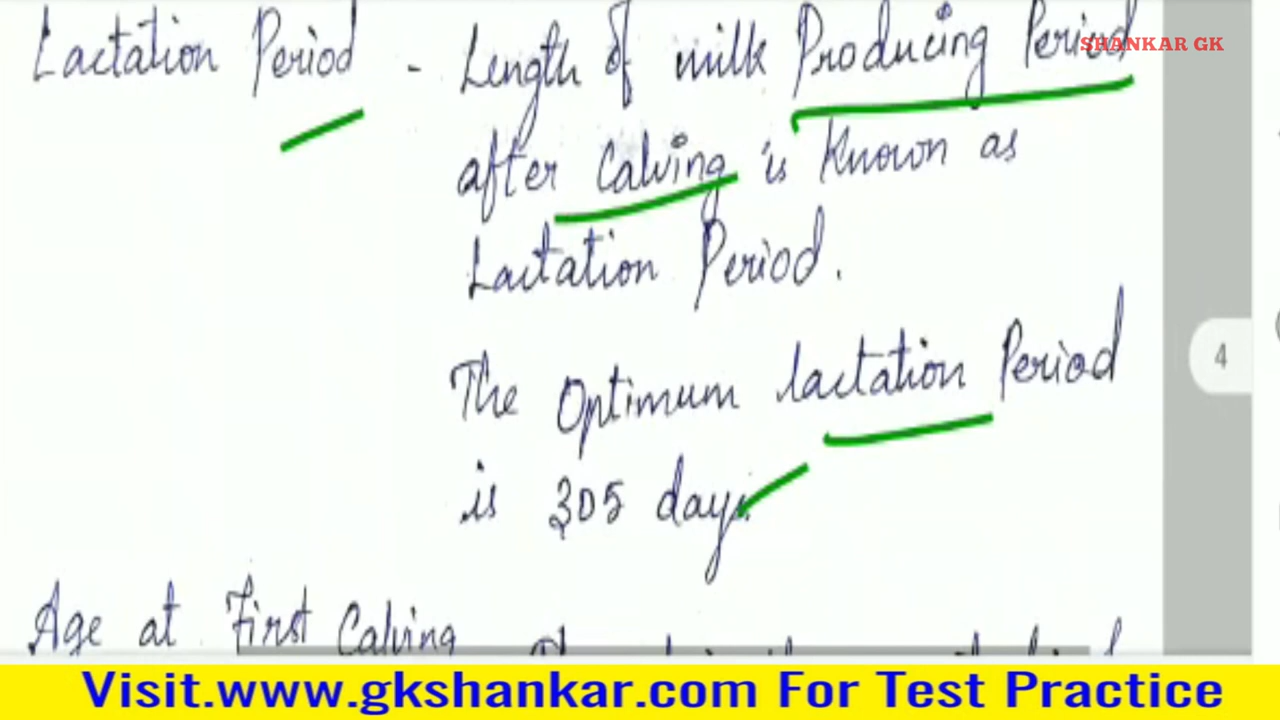 SHANKAR GK
Lactation Period - Length of milk Producing Period
after Calving is Known as
Lactation Period.
The Optimum lactation Period
is 305 days.
4
Age at First Calving
Visit.www.gkshankar.com For Test Practice